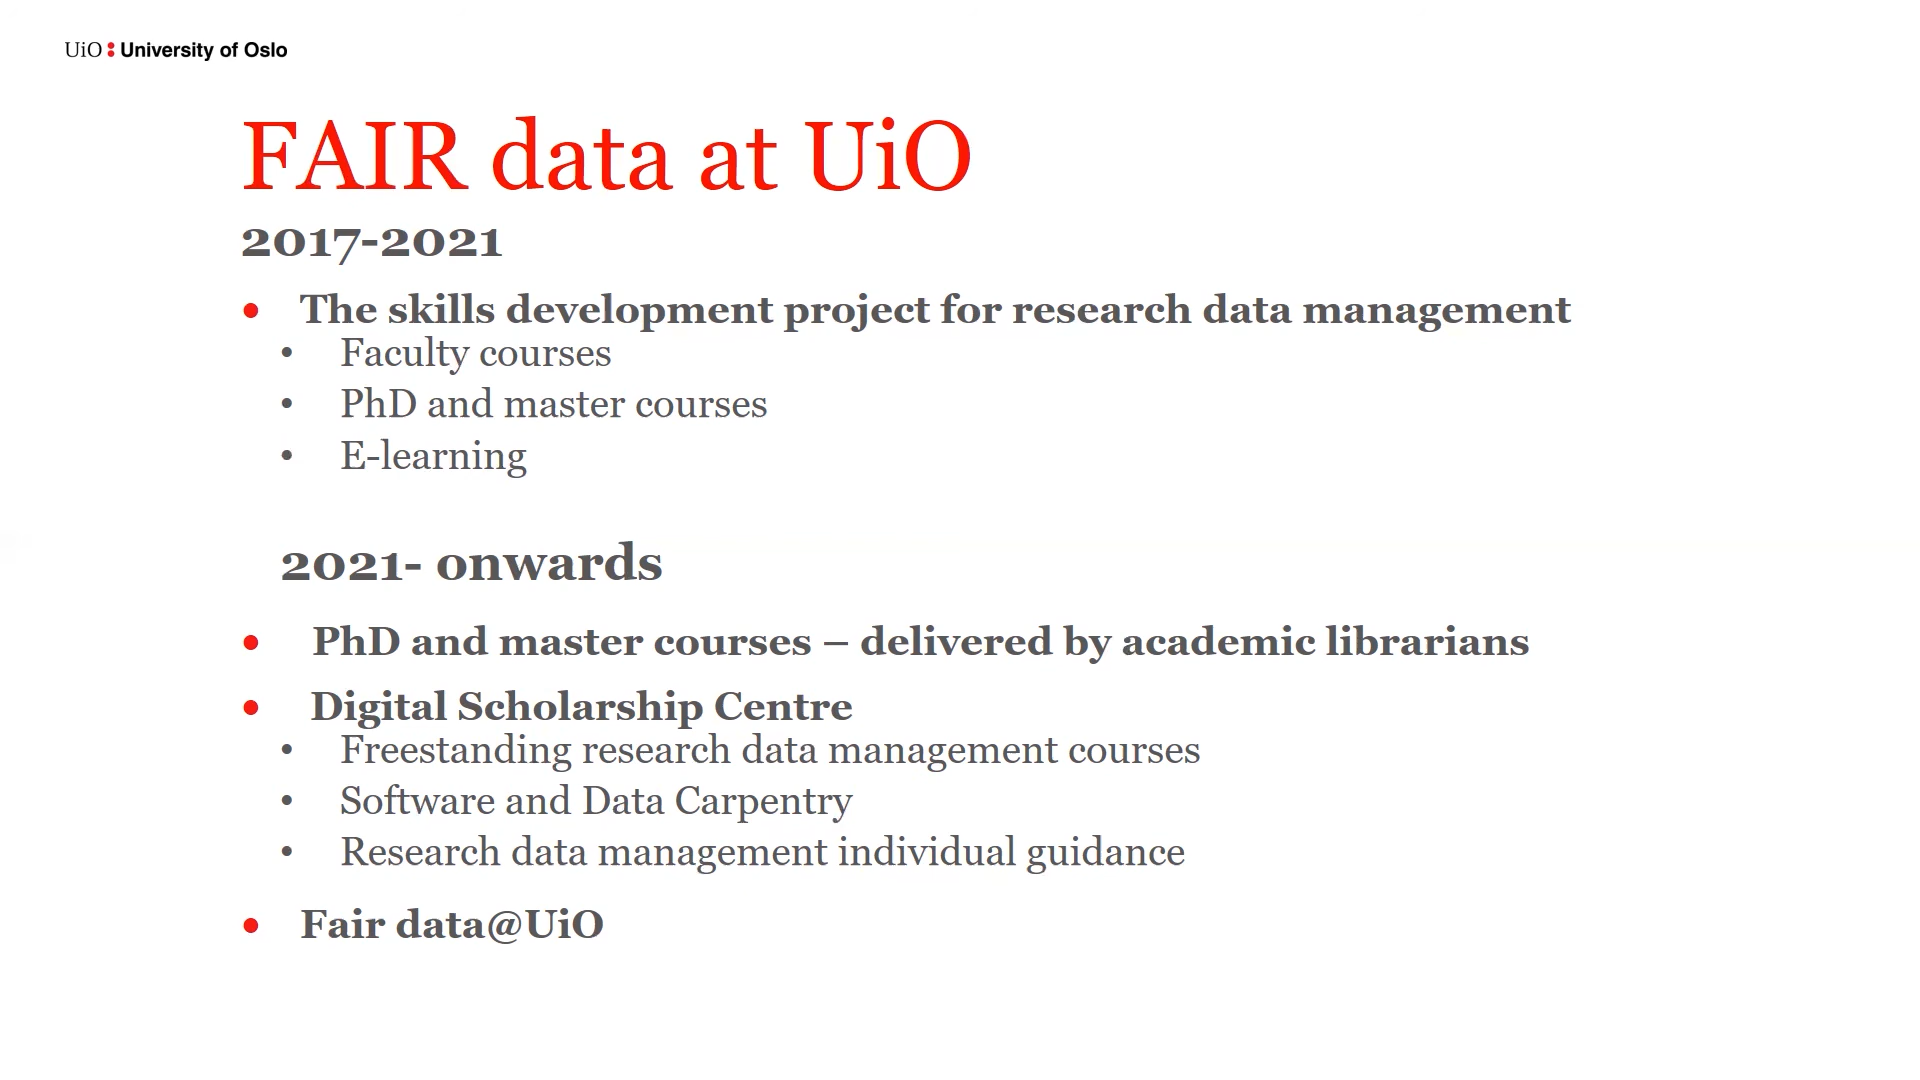 UiO : University of Oslo
FAIR data at UiO
2017-2021
• The skills development project for research data management
• Faculty courses
• PhD and master courses
• E-learning
2021- onwards
• PhD and master courses – delivered by academic librarians
• Digital Scholarship Centre
• Freestanding research data management courses
• Software and Data Carpentry
• Research data management individual guidance
• Fair data@UiO